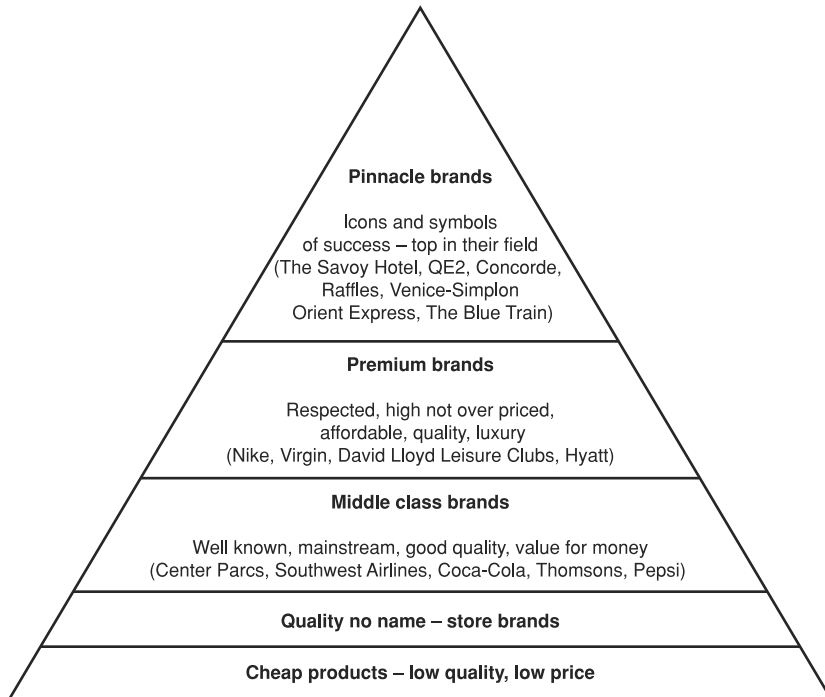 Pinnacle brands
Icons and symbols
of success – top in their field
(The Savoy Hotel, QE2, Concorde,
Raffles, Venice-Simplon
Orient Express, The Blue Train)
Premium brands
Respected, high not over priced,
affordable, quality, luxury
(Nike, Virgin, David Lloyd Leisure Clubs, Hyatt)
Middle class brands
Well known, mainstream, good quality, value for money
(Center Parcs, Southwest Airlines, Coca-Cola, Thomsons, Pepsi)
Quality no name – store brands
Cheap products – low quality, low price